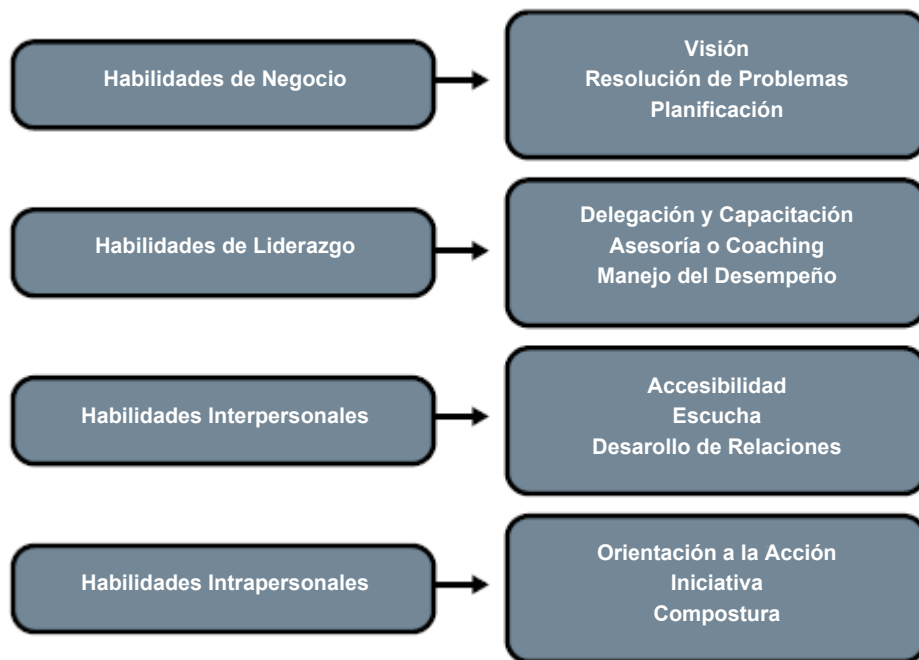 Habilidades de Negocio
Visión
Resolución de Problemas
Planificación
Habilidades de Liderazgo
Delegación y Capacitación
Asesoría o Coaching
Manejo del Desempeño
Habilidades Interpersonales
Accesibilidad
Escucha
Desarollo de Relaciones
Habilidades Intrapersonales
Orientación a la Acción
Iniciativa
Compostura